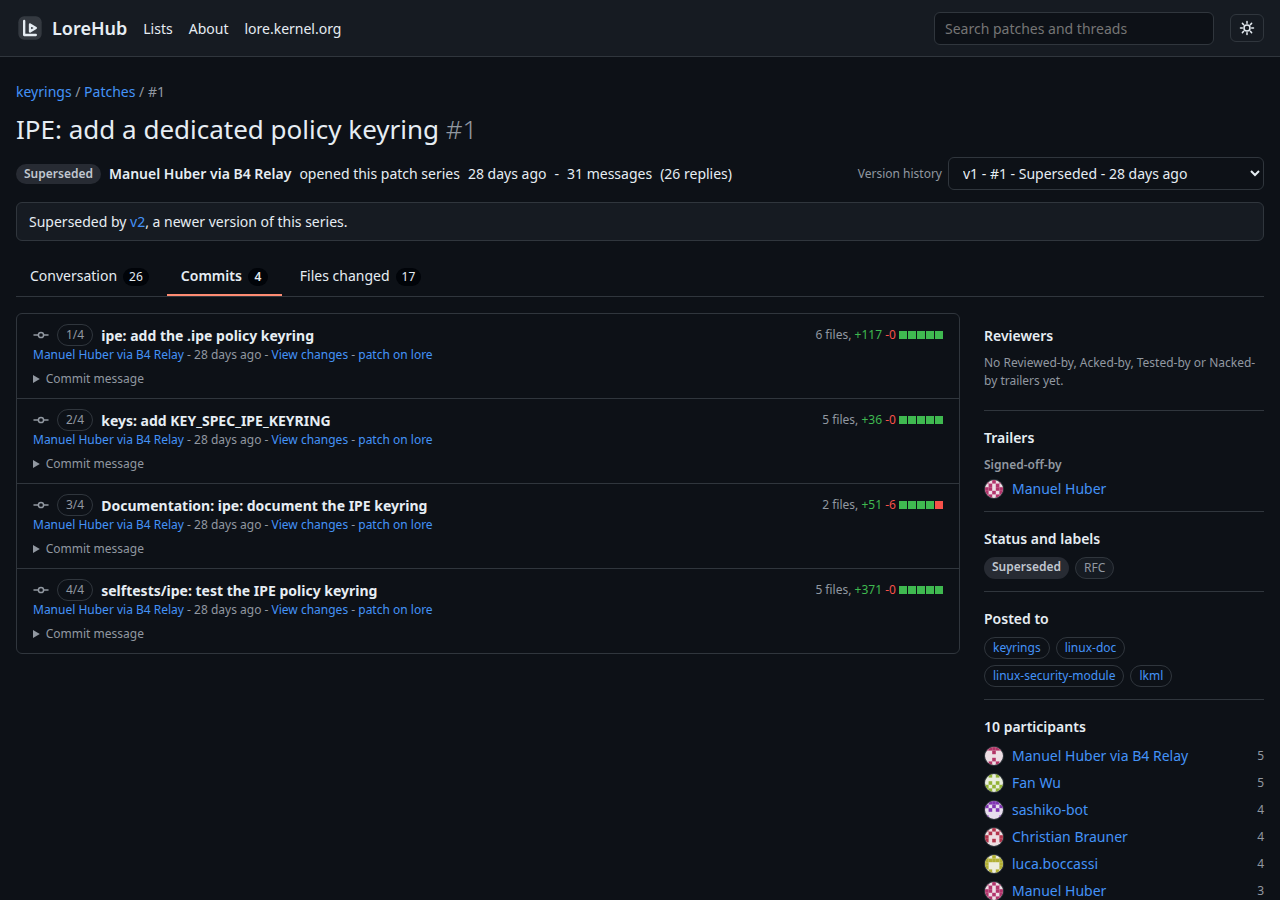 LoreHub Lists About lore.kernel.org Search patches and threads
keyrings / Patches / #1
IPE: add a dedicated policy keyring #1
Superseded Manuel Huber via B4 Relay opened this patch series 28 days ago - 31 messages (26 replies) Version history v1 - #1 - Superseded - 28 days ago
Superseded by v2, a newer version of this series.
Conversation 26 Commits 4 Files changed 17
1/4 ipe: add the .ipe policy keyring 6 files, +117 -0
Manuel Huber via B4 Relay - 28 days ago - View changes - patch on lore
Commit message
2/4 keys: add KEY_SPEC_IPE_KEYRING 5 files, +36 -0
Manuel Huber via B4 Relay - 28 days ago - View changes - patch on lore
Commit message
3/4 Documentation: ipe: document the IPE keyring 2 files, +51 -6
Manuel Huber via B4 Relay - 28 days ago - View changes - patch on lore
Commit message
4/4 selftests/ipe: test the IPE policy keyring 5 files, +371 -0
Manuel Huber via B4 Relay - 28 days ago - View changes - patch on lore
Commit message
Reviewers
No Reviewed-by, Acked-by, Tested-by or Nacked-
by trailers yet.
Trailers
Signed-off-by
Manuel Huber
Status and labels
Superseded RFC
Posted to
keyrings linux-doc
linux-security-module lkml
10 participants
Manuel Huber via B4 Relay 5
Fan Wu 5
sashiko-bot 4
Christian Brauner 4
luca.boccassi 4
Manuel Huber 3